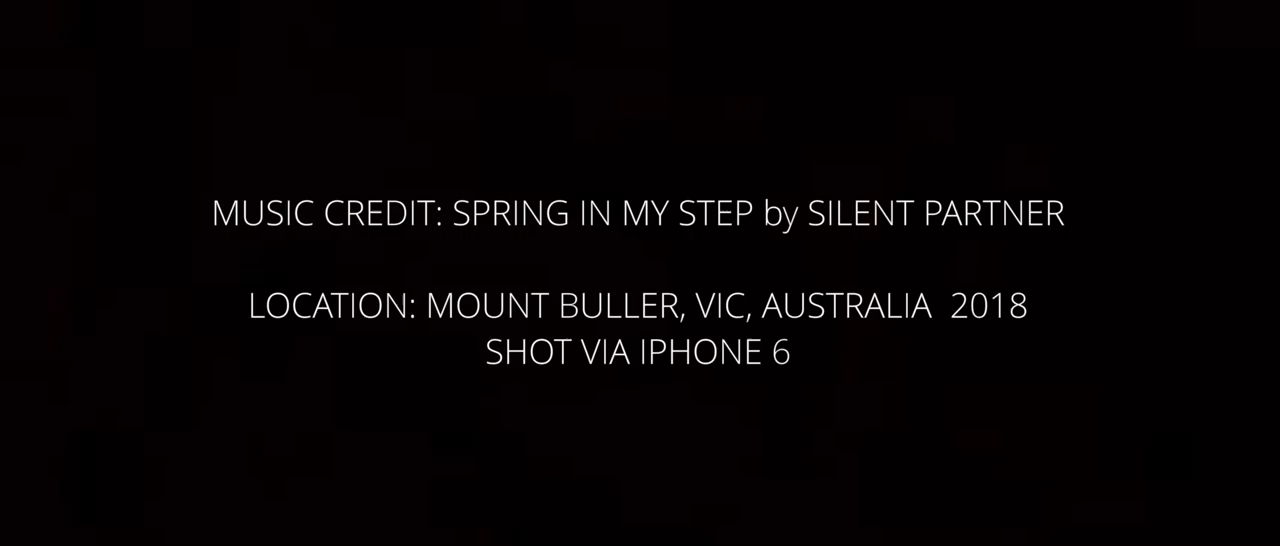 MUSIC CREDIT: SPRING IN MY STEP by SILENT PARTNER
LOCATION: MOUNT BULLER, VIC, AUSTRALIA  2018
SHOT VIA IPHONE 6